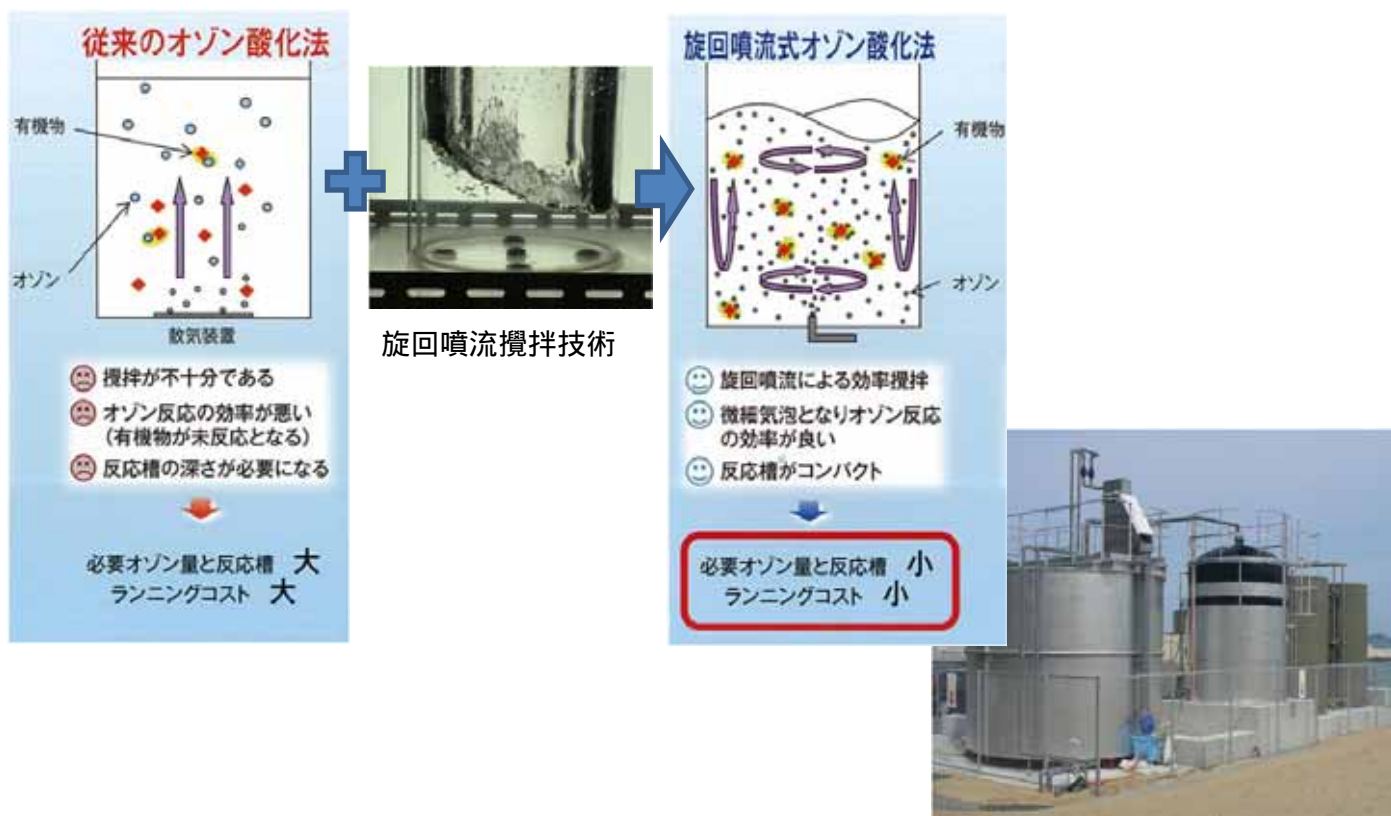 従来のオゾン酸化法
有機物
オゾン
散気装置
攪拌が不十分である
オゾン反応の効率が悪い
(有機物が未反応となる)
反応槽の深さが必要になる
必要オゾン量と反応槽 大
ランニングコスト 大
旋回噴流攪拌技術
旋回噴流式オゾン酸化法
有機物
オゾン
旋回噴流による効率攪拌
微細気泡となりオゾン反応
の効率が良い
反応槽がコンパクト
必要オゾン量と反応槽 小
ランニングコスト 小